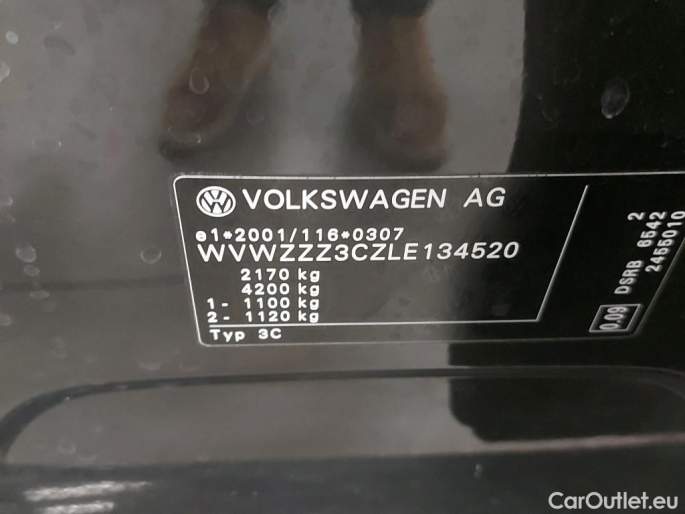 VOLKSWAGEN AG
e1*2001/116*0307
WVWZZZ3CZLE134520
2170 kg
4200 kg
1 - 1100 kg
2 - 1120 kg
Typ 3C
0.09 DSRB 6542 2
2455010
CarOutlet.eu